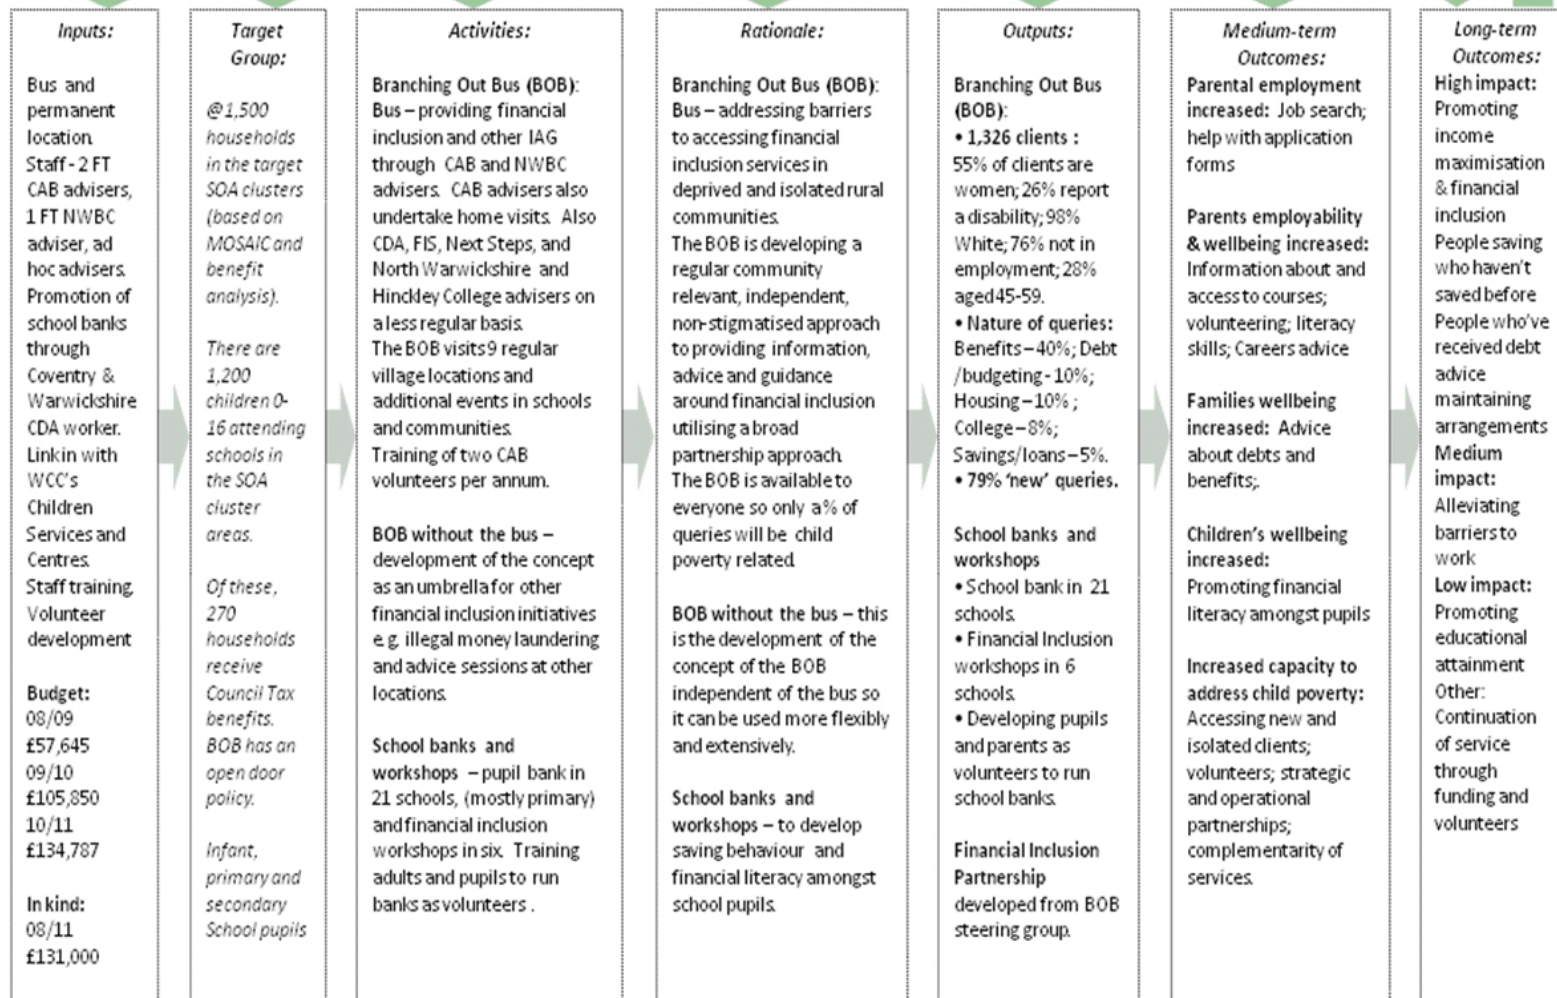 Inputs:
Bus and
permanent
location.
Staff - 2 FT
CAB advisers,
1 FT NWBC
adviser, ad
hoc advisers.
Promotion of
school banks
through
Coventry &
Warwickshire
CDA worker.
Link in with
WCC's
Children
Services and
Centres.
Staff training.
Volunteer
development
Budget:
08/09
£57,645
09/10
£105,850
10/11
£134,787
In kind:
08/11
£131,000
Target
Group:
@1,500
households
in the target
SOA clusters
(based on
MOSAIC and
benefit
analysis).
There are
1,200
children 0-
16 attending
schools in
the SOA
cluster
areas.
Of these,
270
households
receive
Council Tax
benefits.
BOB has an
open door
policy.
Infant,
primary and
secondary
School pupils
Activities:
Branching Out Bus (BOB):
Bus – providing financial
inclusion and other IAG
through CAB and NWBC
advisers. CAB advisers also
undertake home visits. Also
CDA, FIS, Next Steps, and
North Warwickshire and
Hinckley College advisers on
a less regular basis.
The BOB visits 9 regular
village locations and
additional events in schools
and communities.
Training of two CAB
volunteers per annum.
BOB without the bus –
development of the concept
as an umbrella for other
financial inclusion initiatives
e.g. illegal money laundering
and advice sessions at other
locations.
School banks and
workshops – pupil bank in
21 schools, (mostly primary)
and financial inclusion
workshops in six. Training
adults and pupils to run
banks as volunteers .
Rationale:
Branching Out Bus (BOB):
Bus – addressing barriers
to accessing financial
inclusion services in
deprived and isolated rural
communities.
The BOB is developing a
regular community
relevant, independent,
non-stigmatised approach
to providing information,
advice and guidance
around financial inclusion
utilising a broad
partnership approach.
The BOB is available to
everyone so only a % of
queries will be child
poverty related.
BOB without the bus – this
is the development of the
concept of the BOB
independent of the bus so
it can be used more flexibly
and extensively.
School banks and
workshops – to develop
saving behaviour and
financial literacy amongst
school pupils.
Outputs:
Branching Out Bus
(BOB):
• 1,326 clients :
55% of clients are
women; 26% report
a disability; 98%
White; 76% not in
employment; 28%
aged 45-59.
• Nature of queries:
Benefits – 40%; Debt
/budgeting - 10%;
Housing – 10% ;
College – 8%;
Savings/loans – 5%.
• 79% 'new' queries.
School banks and
workshops
• School bank in 21
schools.
• Financial Inclusion
workshops in 6
schools.
• Developing pupils
and parents as
volunteers to run
school banks.
Financial Inclusion
Partnership
developed from BOB
steering group.
Medium-term
Outcomes:
Parental employment
increased: Job search;
help with application
forms
Parents employability
& wellbeing increased:
Information about and
access to courses;
volunteering; literacy
skills; Careers advice
Families wellbeing
increased: Advice
about debts and
benefits;.
Children's wellbeing
increased:
Promoting financial
literacy amongst pupils
Increased capacity to
address child poverty:
Accessing new and
isolated clients;
volunteers; strategic
and operational
partnerships;
complementarity of
services.
Long-term
Outcomes:
High impact:
Promoting
income
maximisation
& financial
inclusion
People saving
who haven't
saved before
People who've
received debt
advice
maintaining
arrangements
Medium
impact:
Alleviating
barriers to
work
Low impact:
Promoting
educational
attainment
Other:
Continuation
of service
through
funding and
volunteers